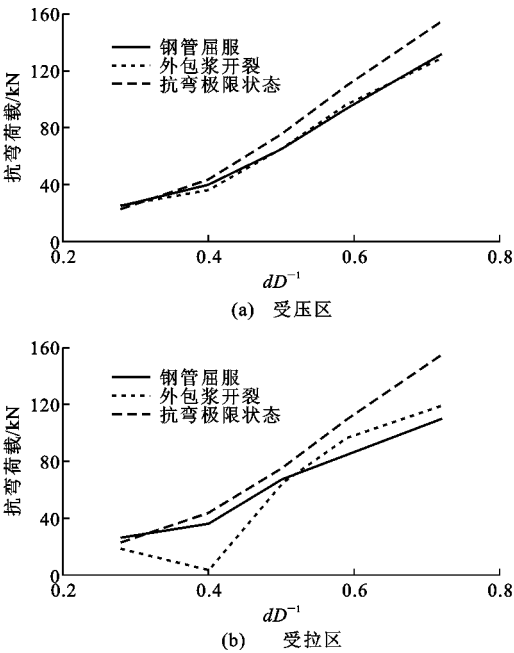 160
120
80
40
0
抗弯荷载/kN
钢管屈服
外包浆开裂
抗弯极限状态
0.2 0.4 0.6 0.8
dD⁻¹
(a) 受压区
160
120
80
40
0
抗弯荷载/kN
钢管屈服
外包浆开裂
抗弯极限状态
0.2 0.4 0.6 0.8
dD⁻¹
(b) 受拉区